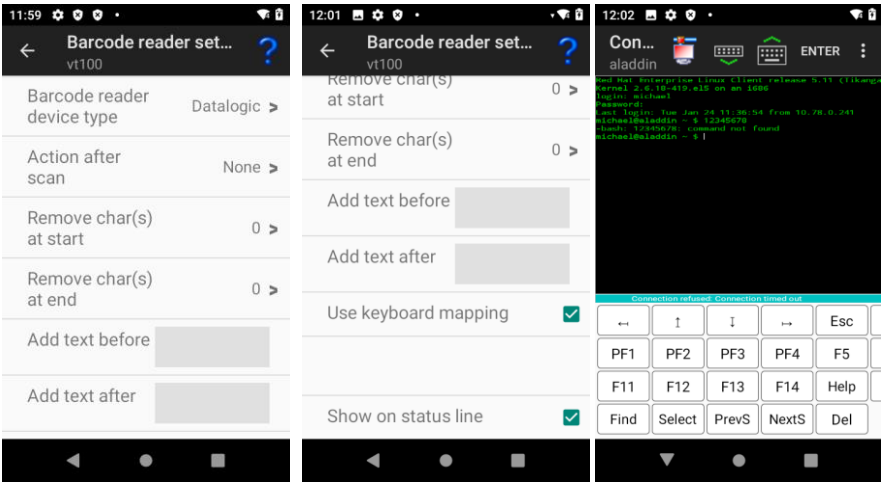 11:59
Barcode reader set...
vt100
?
Barcode reader
device type
Datalogic >
Action after
scan
None >
Remove char(s)
at start
0 >
Remove char(s)
at end
0 >
Add text before
Add text after
12:01
Barcode reader set...
vt100
?
Remove char(s)
at start
0 >
Remove char(s)
at end
0 >
Add text before
Add text after
Use keyboard mapping
Show on status line
12:02
Con...
aladdin
ENTER
Red Hat Enterprise Linux Client release 5.11 (Tikanga
Kernel 2.6.18-419.el5 on an i686
login: michael
Password:
Last login: Tue Jan 24 11:36:54 from 10.78.0.241
michael@aladdin ~ $ 12345678
-bash: 12345678: command not found
michael@aladdin ~ $
Connection refused: Connection timed out
Esc
PF1 PF2 PF3 PF4 F5
F11 F12 F13 F14 Help
Find Select PrevS NextS Del